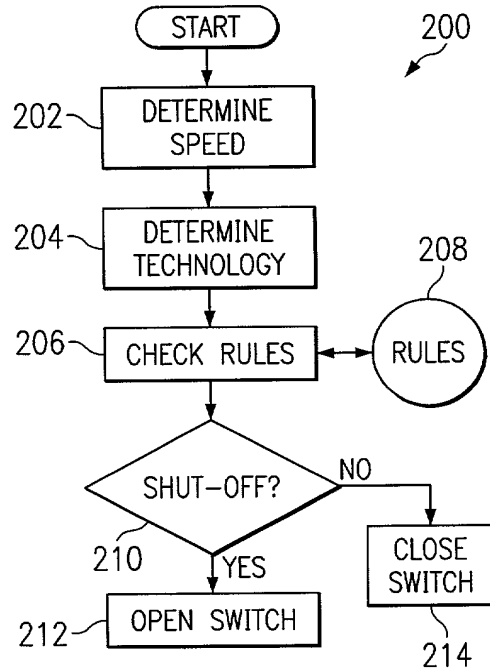 START
200
202
DETERMINE
SPEED
204
DETERMINE
TECHNOLOGY
208
206
CHECK RULES
RULES
SHUT-OFF?
NO
210
YES
CLOSE
SWITCH
212
OPEN SWITCH
214